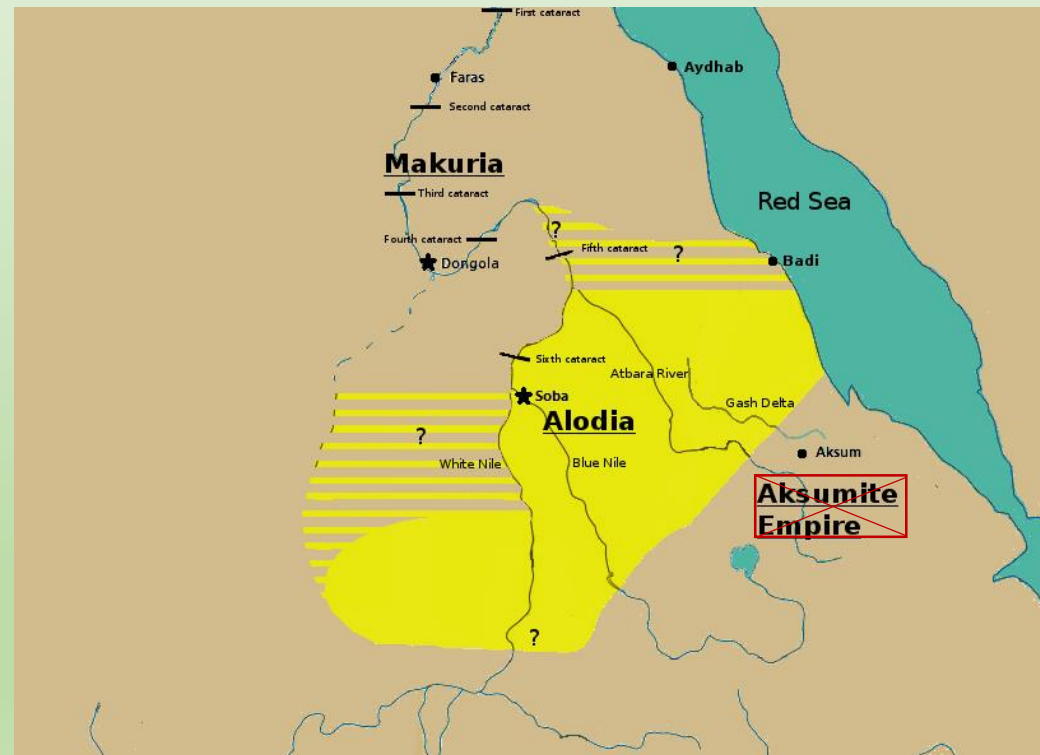 First cataract
Aydhab
Faras
Second cataract
Makuria
Third cataract
Red Sea
?
Fourth cataract
Fifth cataract
?
Dongola
Badi
Sixth cataract
Atbara River
Soba
Gash Delta
Alodia
?
White Nile
Blue Nile
Aksum
Aksumite
Empire
?